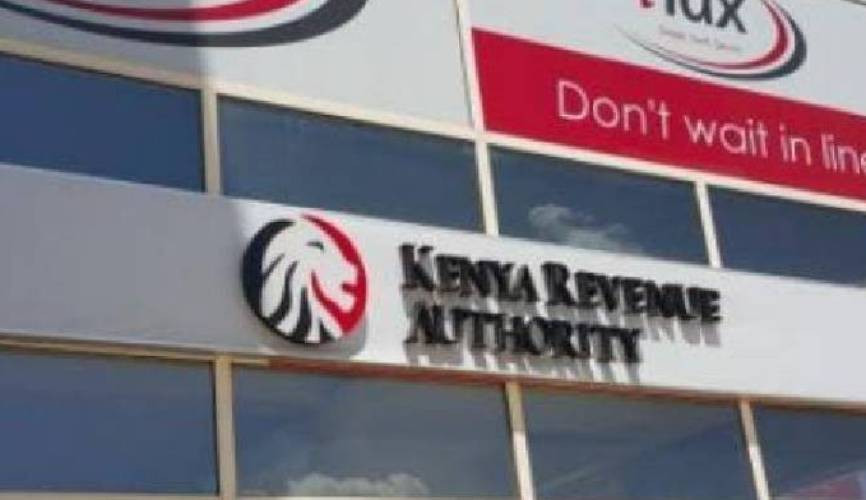 Don't wait in line
KENYA REVENUE
AUTHORITY